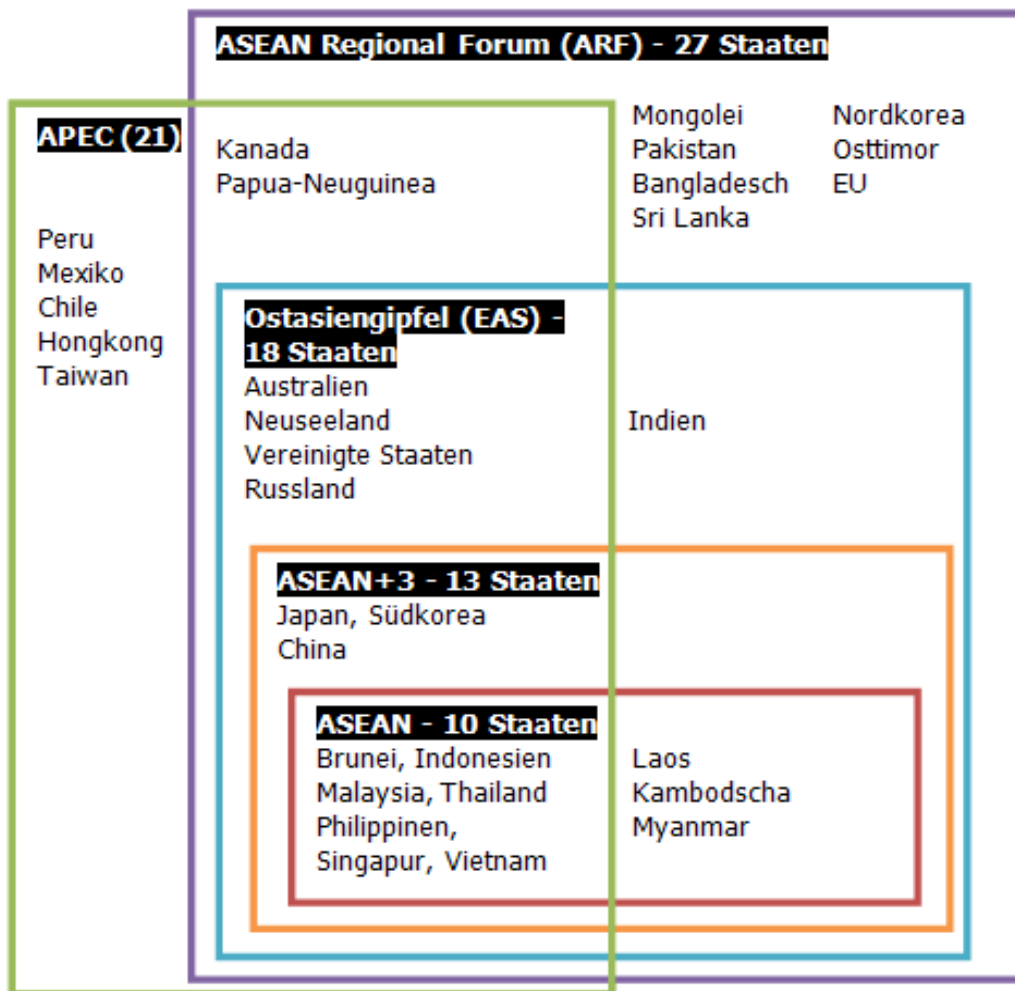 ASEAN Regional Forum (ARF) - 27 Staaten
APEC (21)
Peru
Mexiko
Chile
Hongkong
Taiwan
Kanada
Papua-Neuguinea
Mongolei
Pakistan
Bangladesch
Sri Lanka
Nordkorea
Osttimor
EU
Ostasiengipfel (EAS) -
18 Staaten
Australien
Neuseeland
Vereinigte Staaten
Russland
Indien
ASEAN+3 - 13 Staaten
Japan, Südkorea
China
ASEAN - 10 Staaten
Brunei, Indonesien
Malaysia, Thailand
Philippinen,
Singapur, Vietnam
Laos
Kambodscha
Myanmar